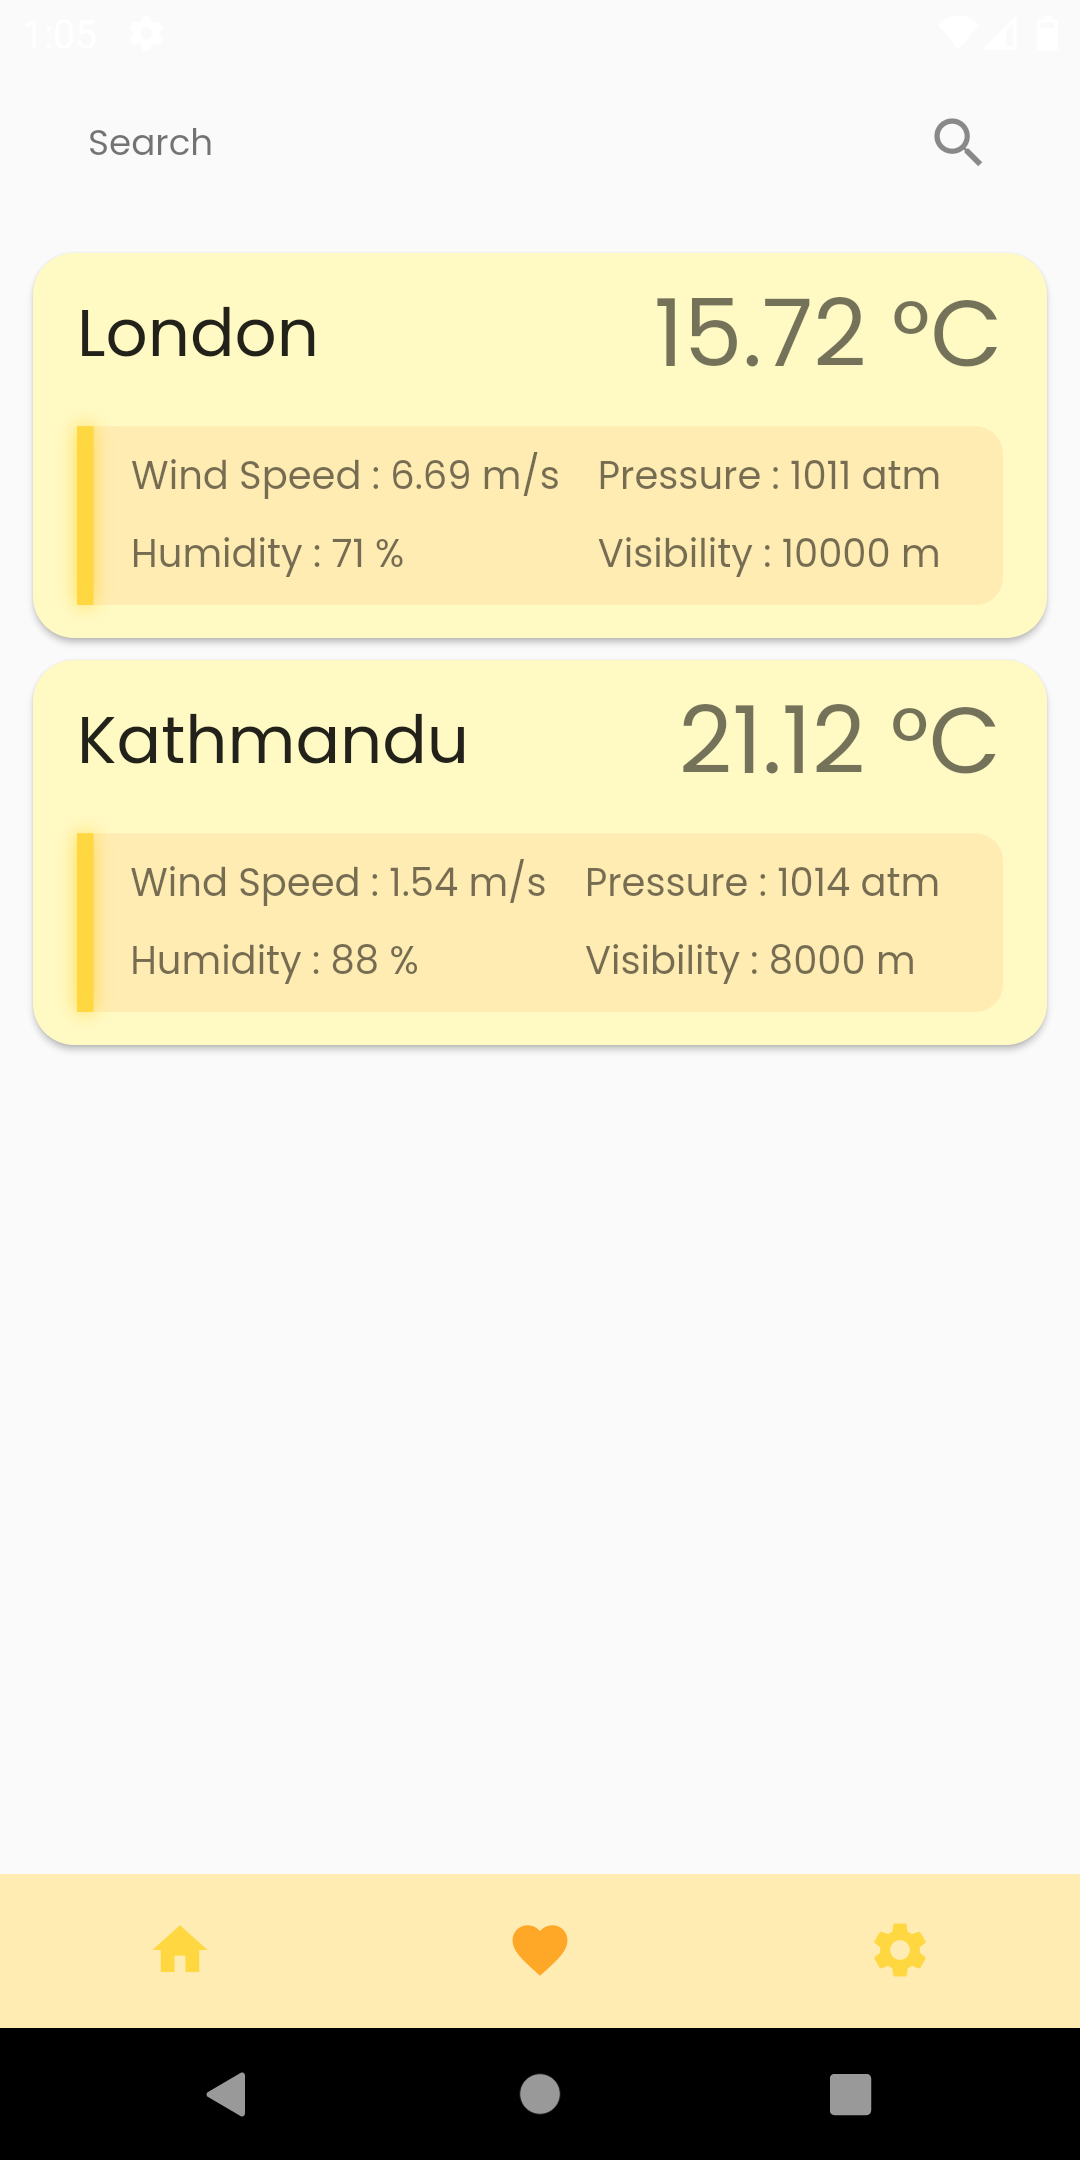 1:05
Search
London 15.72 °C
Wind Speed : 6.69 m/s Pressure : 1011 atm
Humidity : 71 % Visibility : 10000 m
Kathmandu 21.12 °C
Wind Speed : 1.54 m/s Pressure : 1014 atm
Humidity : 88 % Visibility : 8000 m